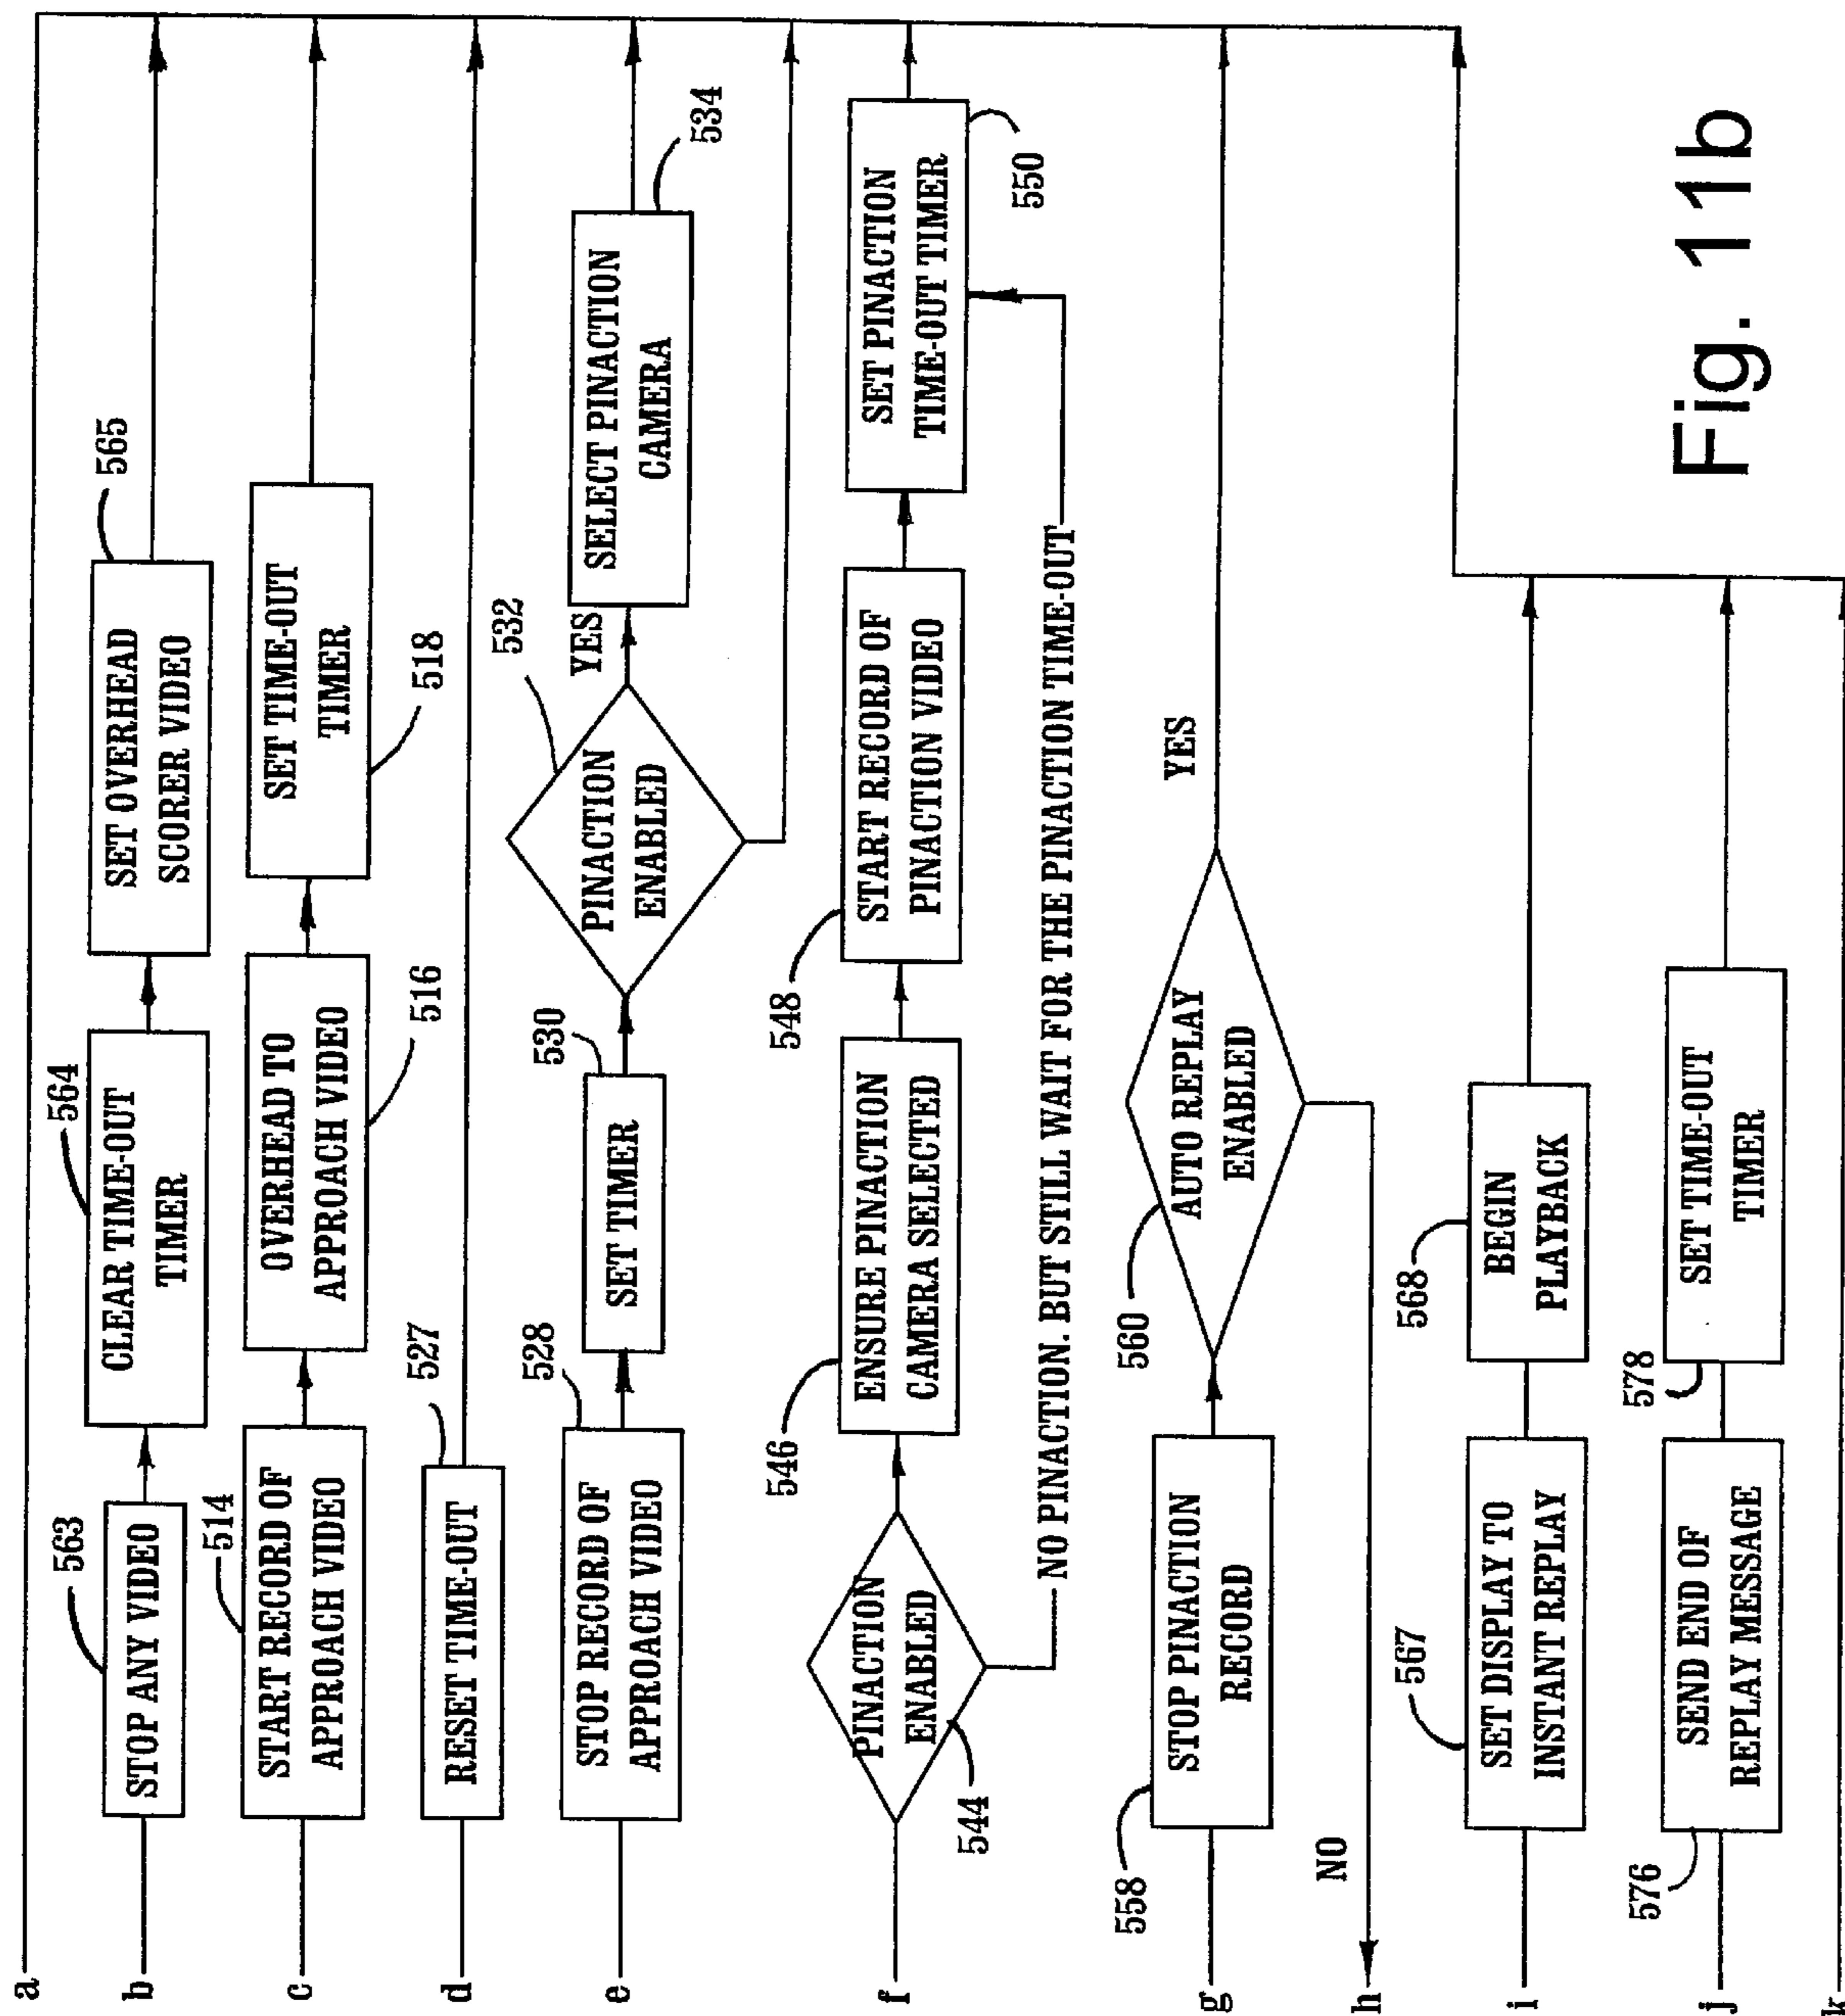 a
b
563
STOP ANY VIDEO
564
CLEAR TIME-OUT
TIMER
565
SET OVERHEAD
SCORER VIDEO
c
514
START RECORD OF
APPROACH VIDEO
OVERHEAD TO
APPROACH VIDEO
516
SET TIME-OUT
TIMER
518
d
527
RESET TIME-OUT
e
528
STOP RECORD OF
APPROACH VIDEO
530
SET TIMER
532
PINACTION
ENABLED
YES
SELECT PINACTION
CAMERA
534
f
PINACTION
ENABLED
544
546
ENSURE PINACTION
CAMERA SELECTED
548
START RECORD OF
PINACTION VIDEO
SET PINACTION
TIME-OUT TIMER
550
NO PINACTION. BUT STILL WAIT FOR THE PINACTION TIME-OUT
g
558
STOP PINACTION
RECORD
560
AUTO REPLAY
ENABLED
YES
h
NO
i
567
SET DISPLAY TO
INSTANT REPLAY
568
BEGIN
PLAYBACK
j
576
SEND END OF
REPLAY MESSAGE
578
SET TIME-OUT
TIMER
k
Fig. 11b